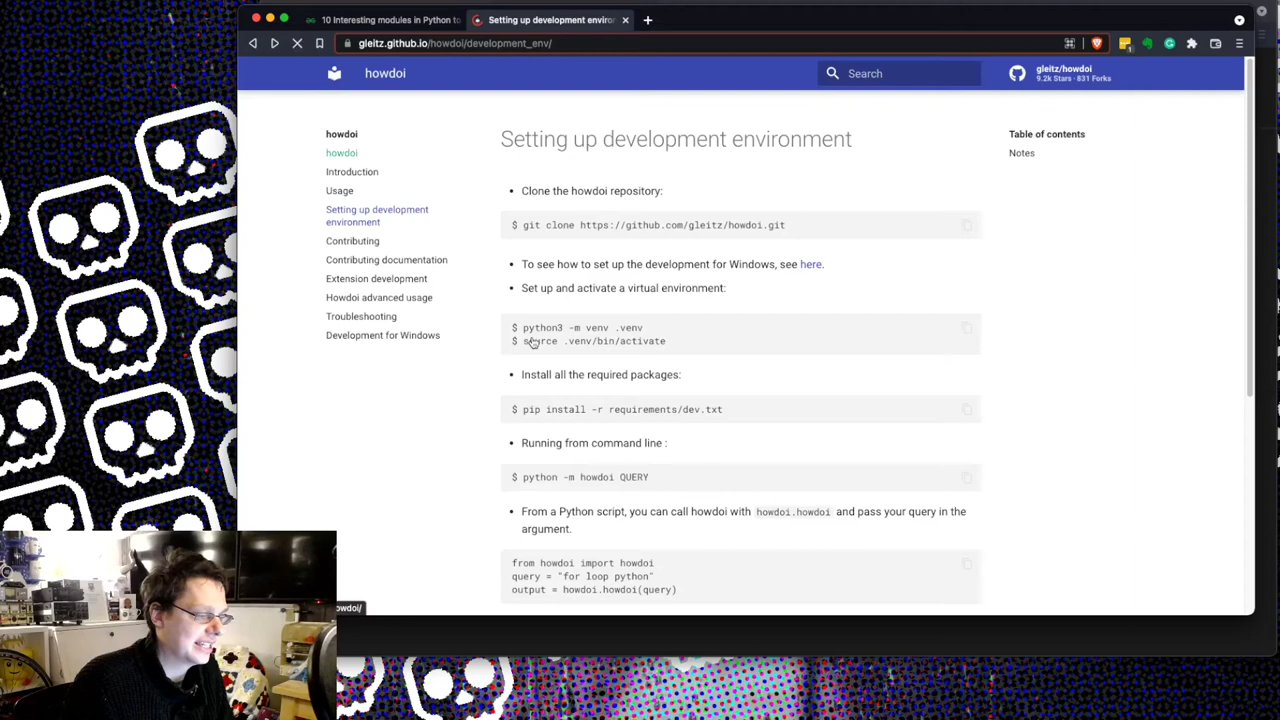 10 Interesting modules in Python to
Setting up development enviror
gleitz.github.io/howdoi/development_env/
howdoi
Search
gleitz/howdoi
9.2k Stars · 831 Forks
howdoi
howdoi
Introduction
Usage
Setting up development
environment
Contributing
Contributing documentation
Extension development
Howdoi advanced usage
Troubleshooting
Development for Windows
Setting up development environment
• Clone the howdoi repository:
$ git clone https://github.com/gleitz/howdoi.git
• To see how to set up the development for Windows, see here.
• Set up and activate a virtual environment:
$ python3 -m venv .venv
$ source .venv/bin/activate
• Install all the required packages:
$ pip install -r requirements/dev.txt
• Running from command line :
$ python -m howdoi QUERY
• From a Python script, you can call howdoi with howdoi.howdoi and pass your query in the
argument.
from howdoi import howdoi
query = "for loop python"
output = howdoi.howdoi(query)
Table of contents
Notes
owdoi/